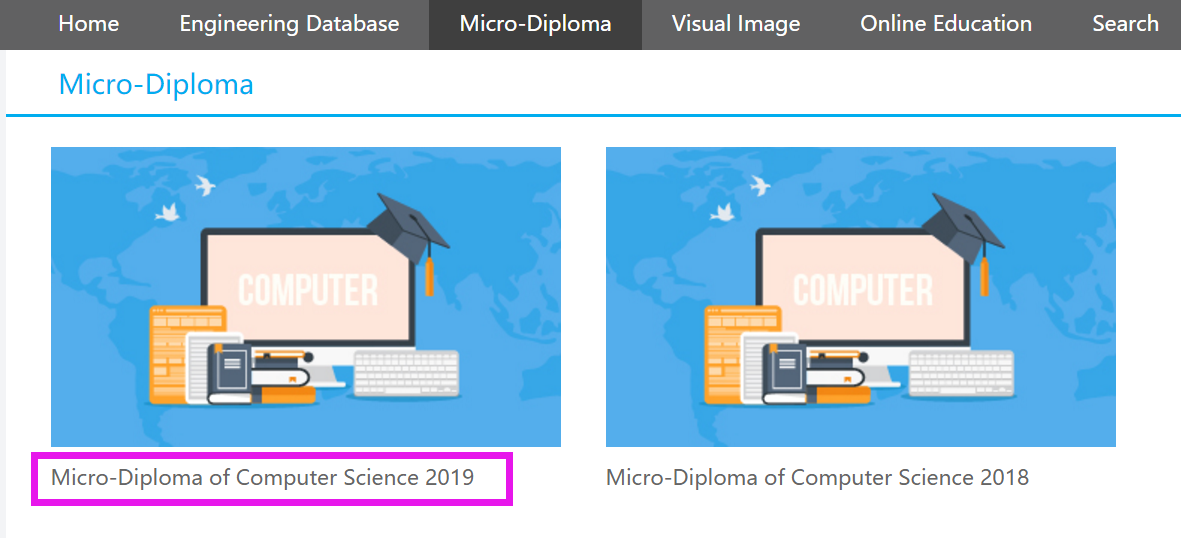 Home Engineering Database Micro-Diploma Visual Image Online Education Search
Micro-Diploma
COMPUTER COMPUTER
Micro-Diploma of Computer Science 2019 Micro-Diploma of Computer Science 2018